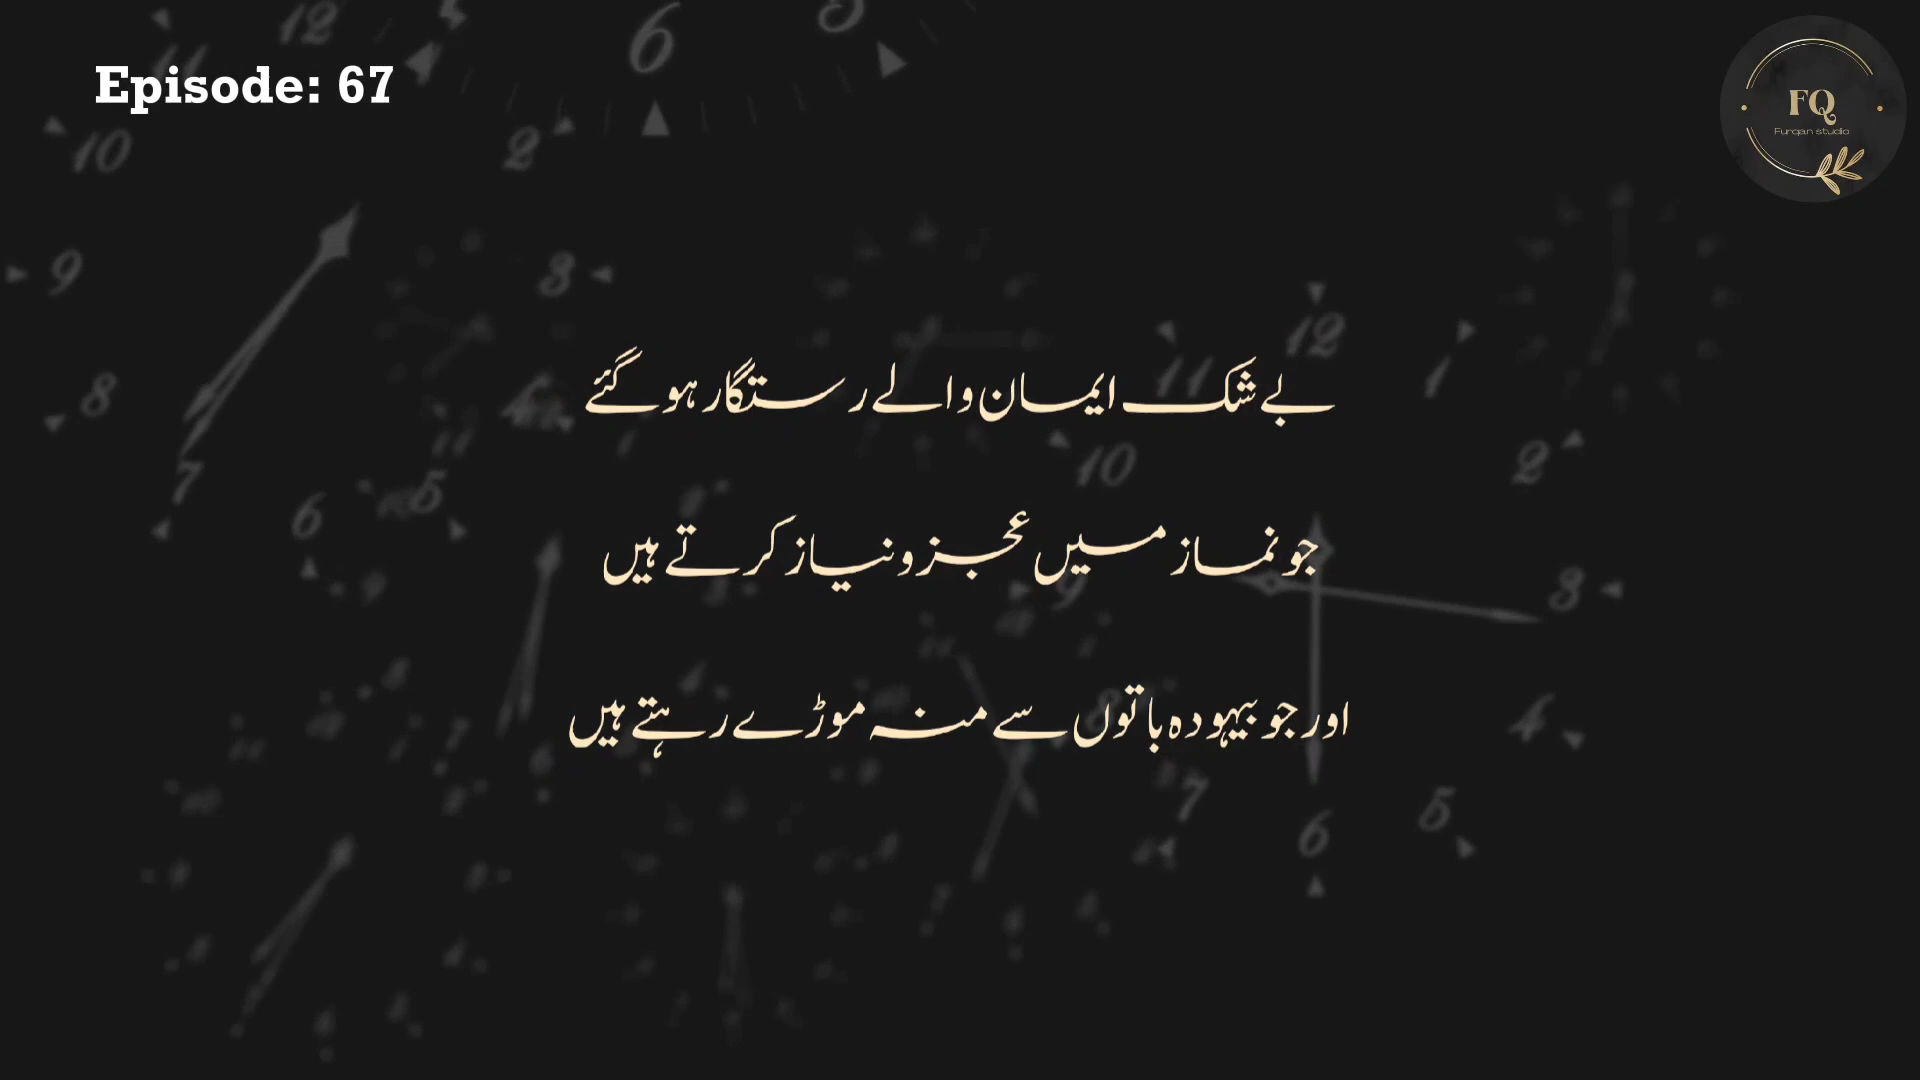 Episode: 67
FQ
Furqan studio
بے شک ایمان والے رستگار ہو گئے
جو نماز میں عجز و نیاز کرتے ہیں
اور جو بیہودہ باتوں سے منہ موڑے رہتے ہیں